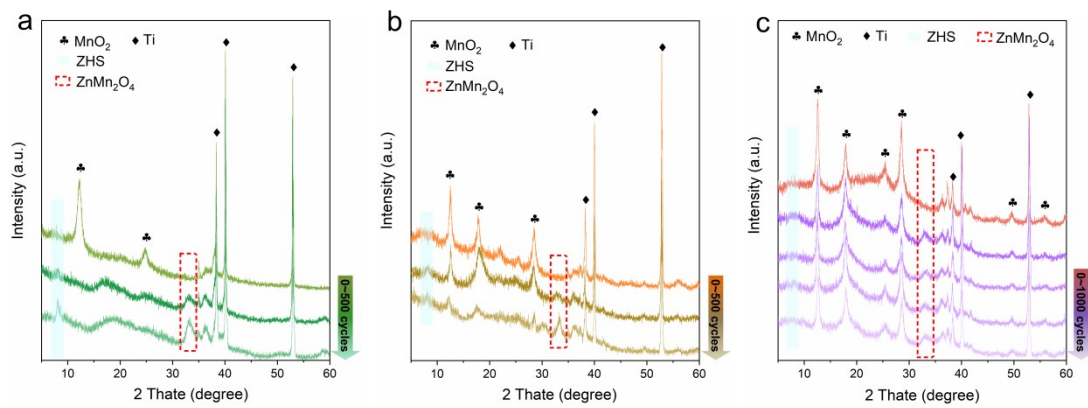 a
♣ MnO₂ ♦ Ti
ZHS
ZnMn₂O₄
Intensity (a.u.)
0~500 cycles
10 20 30 40 50 60
2 Thate (degree)
b
♣ MnO₂ ♦ Ti
ZHS
ZnMn₂O₄
Intensity (a.u.)
0~500 cycles
10 20 30 40 50 60
2 Thate (degree)
c
♣ MnO₂ ♦ Ti ZHS ZnMn₂O₄
Intensity (a.u.)
0~1000 cycles
10 20 30 40 50 60
2 Thate (degree)